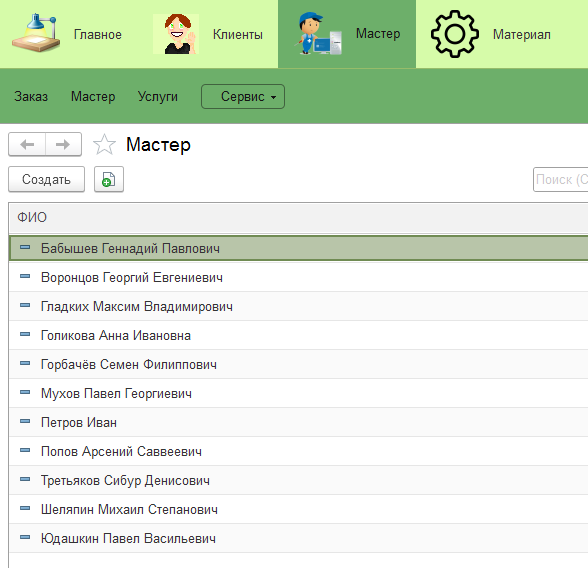 Главное Клиенты Мастер Материал
Заказ Мастер Услуги Сервис
Мастер
Создать Поиск (С
ФИО
Бабышев Геннадий Павлович
Воронцов Георгий Евгениевич
Гладких Максим Владимирович
Голикова Анна Ивановна
Горбачёв Семен Филиппович
Мухов Павел Георгиевич
Петров Иван
Попов Арсений Саввеевич
Третьяков Сибур Денисович
Шеляпин Михаил Степанович
Юдашкин Павел Васильевич